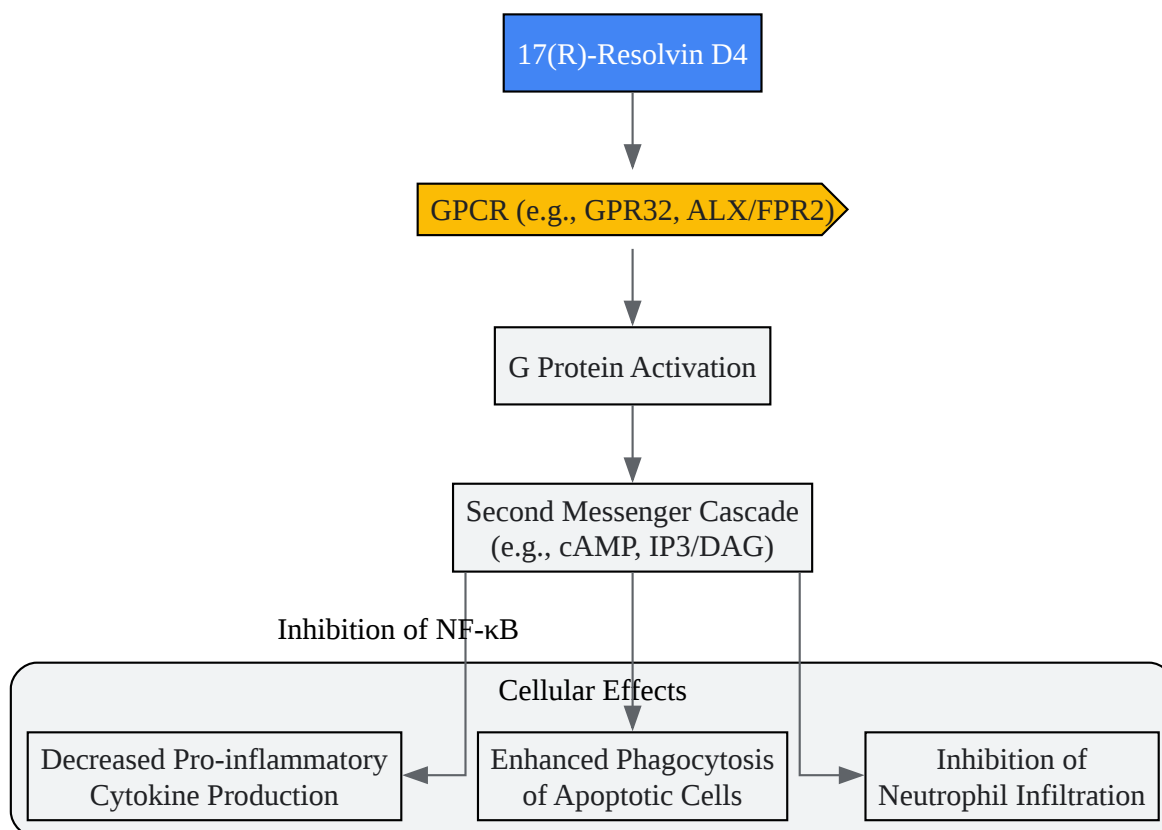 17(R)-Resolvin D4
GPCR (e.g., GPR32, ALX/FPR2)
G Protein Activation
Second Messenger Cascade
(e.g., cAMP, IP3/DAG)
Inhibition of NF-κB
Cellular Effects
Decreased Pro-inflammatory
Cytokine Production
Enhanced Phagocytosis
of Apoptotic Cells
Inhibition of
Neutrophil Infiltration